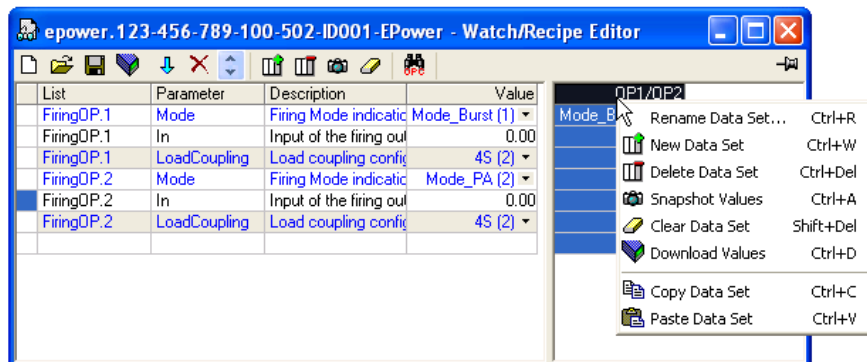 epower.123-456-789-100-502-ID001-EPower - Watch/Recipe Editor
OPC
List Parameter Description Value OP1/OP2
FiringOP.1 Mode Firing Mode indicatic Mode_Burst (1) Mode_B
FiringOP.1 In Input of the firing out 0.00
FiringOP.1 LoadCoupling Load coupling config 4S (2)
FiringOP.2 Mode Firing Mode indicatic Mode_PA (2)
FiringOP.2 In Input of the firing out 0.00
FiringOP.2 LoadCoupling Load coupling config 4S (2)
Rename Data Set... Ctrl+R
New Data Set Ctrl+W
Delete Data Set Ctrl+Del
Snapshot Values Ctrl+A
Clear Data Set Shift+Del
Download Values Ctrl+D
Copy Data Set Ctrl+C
Paste Data Set Ctrl+V